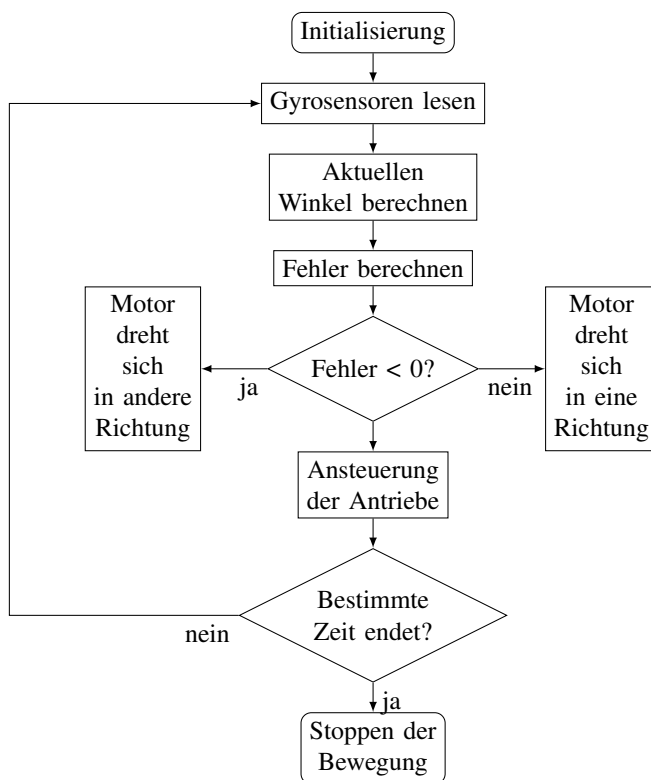 Initialisierung
Gyrosensoren lesen
Aktuellen
Winkel berechnen
Fehler berechnen
Motor
dreht
sich
in andere
Richtung
ja
Fehler < 0?
nein
Motor
dreht
sich
in eine
Richtung
Ansteuerung
der Antriebe
Bestimmte
Zeit endet?
nein
ja
Stoppen der
Bewegung